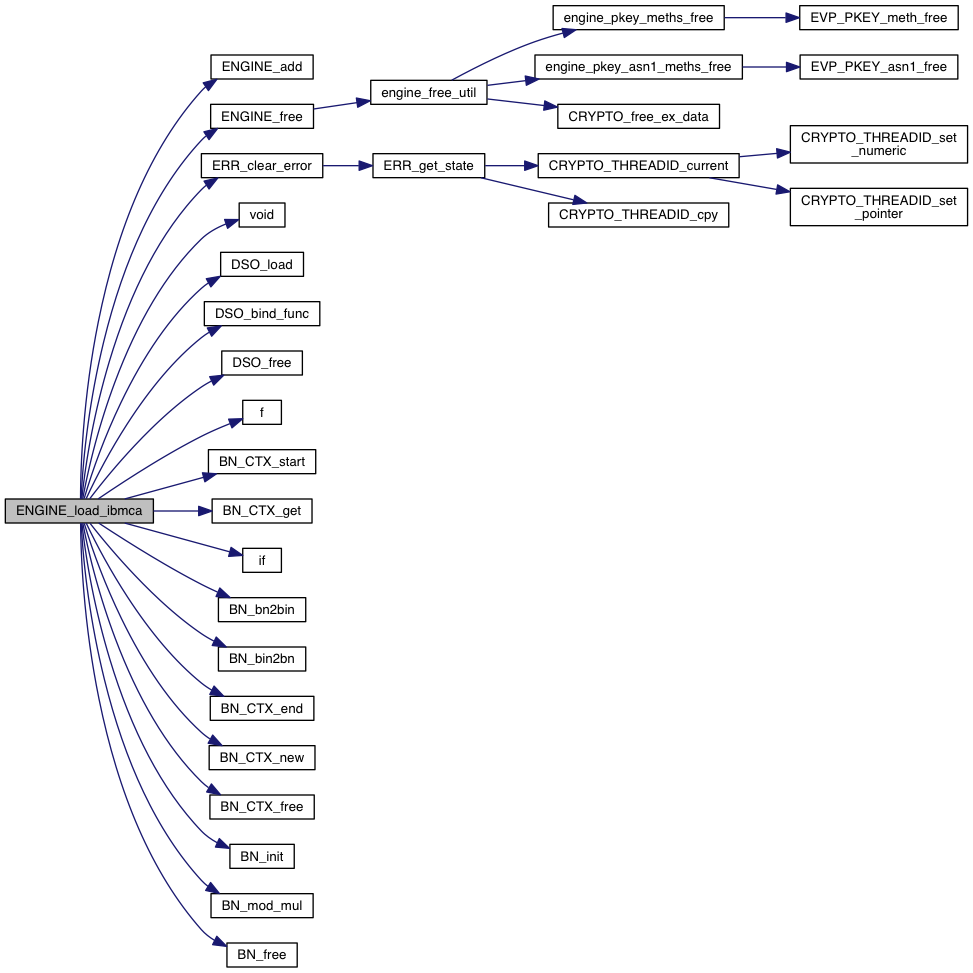 engine_pkey_meths_free
EVP_PKEY_meth_free
ENGINE_add
engine_pkey_asn1_meths_free
EVP_PKEY_asn1_free
engine_free_util
ENGINE_free
CRYPTO_free_ex_data
CRYPTO_THREADID_set
_numeric
ERR_clear_error
ERR_get_state
CRYPTO_THREADID_current
CRYPTO_THREADID_set
_pointer
void
CRYPTO_THREADID_cpy
DSO_load
DSO_bind_func
DSO_free
f
BN_CTX_start
ENGINE_load_ibmca
BN_CTX_get
if
BN_bn2bin
BN_bin2bn
BN_CTX_end
BN_CTX_new
BN_CTX_free
BN_init
BN_mod_mul
BN_free